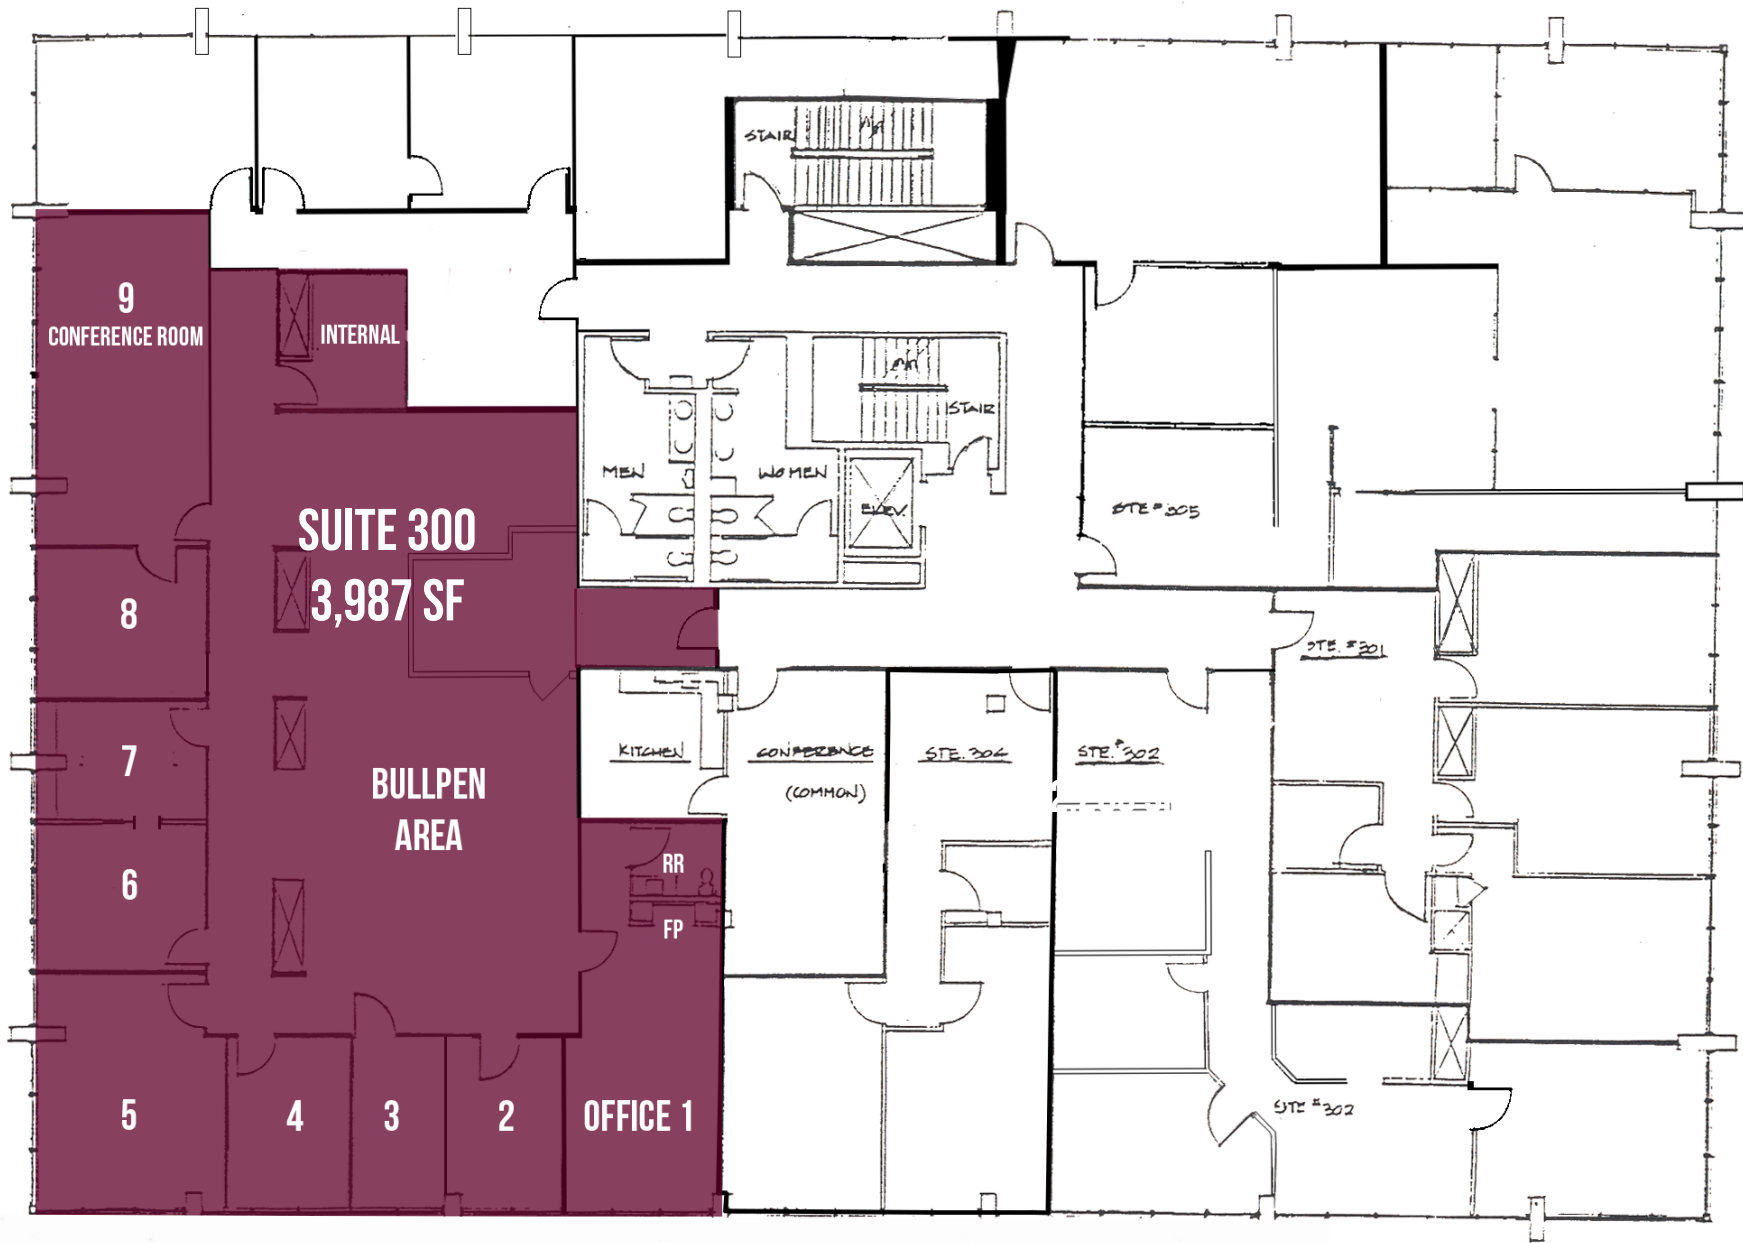 STAIR
9
CONFERENCE ROOM
INTERNAL
STAIR
MEN
WOMEN
ELEV.
STE # 305
SUITE 300
3,987 SF
8
STE. # 301
7
KITCHEN
CONFERENCE
(COMMON)
STE. 304
STE. # 302
BULLPEN
AREA
6
RR
FP
5
4
3
2
OFFICE 1
STE # 302